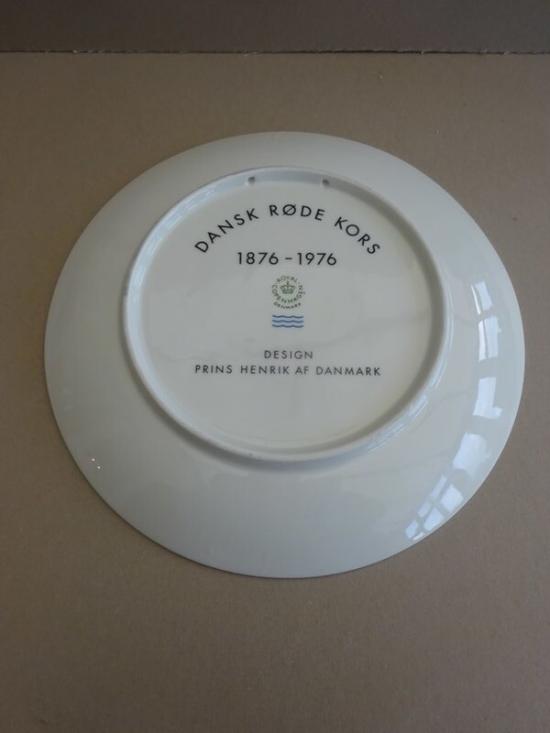 DANSK RØDE KORS
1876-1976
ROYAL
COPENHAGEN
DENMARK
DESIGN
PRINS HENRIK AF DANMARK